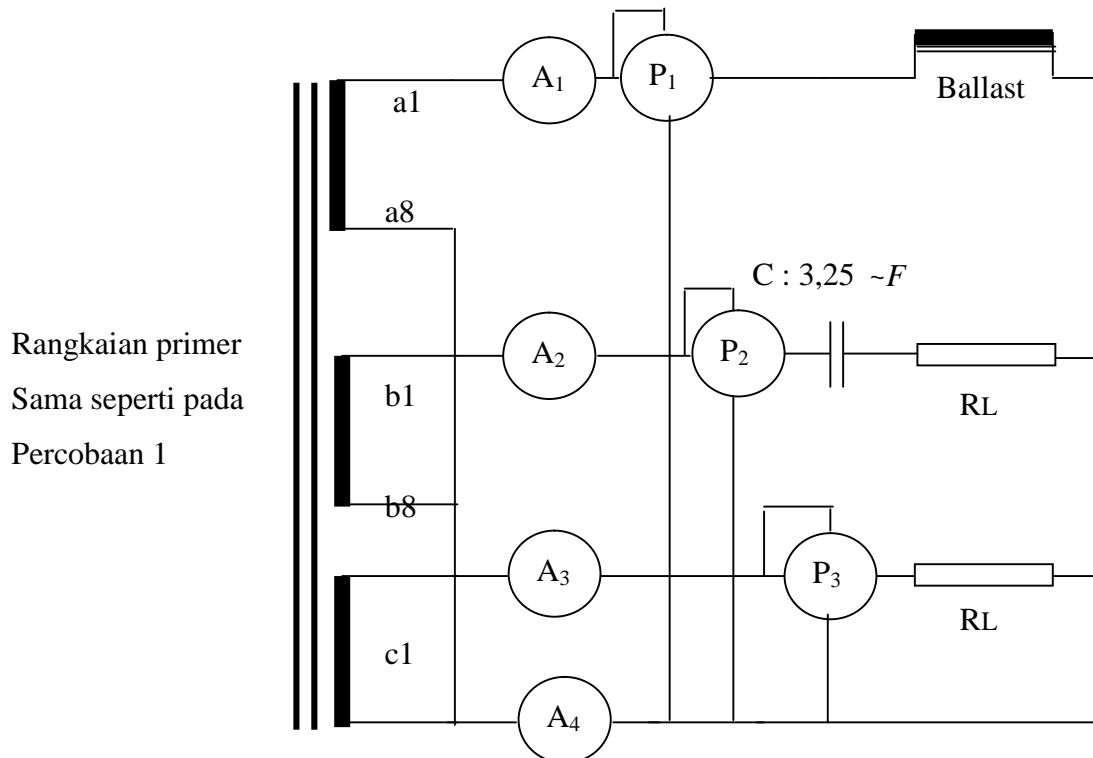 A1
P1
Ballast
a1
a8
C : 3,25 ~F
Rangkaian primer
Sama seperti pada
Percobaan 1
A2
P2
b1
RL
b8
A3
P3
RL
c1
A4